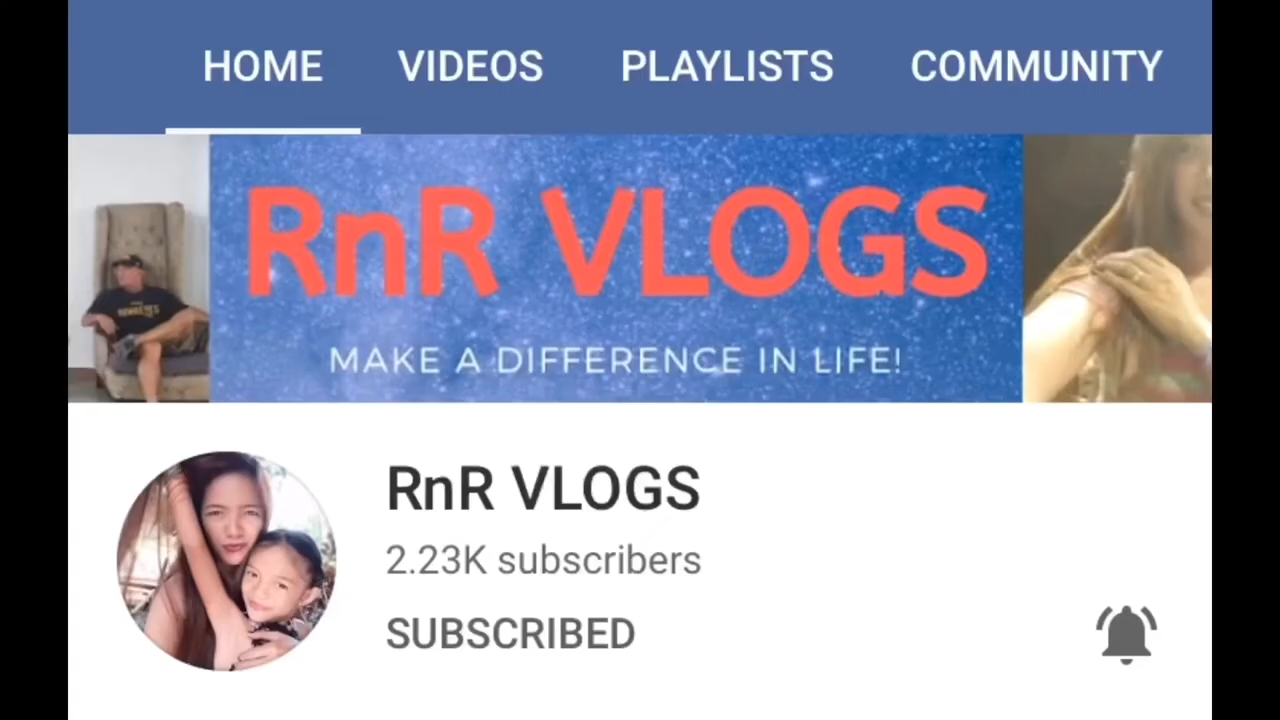 HOME VIDEOS PLAYLISTS COMMUNITY
RnR VLOGS
MAKE A DIFFERENCE IN LIFE!
RnR VLOGS
2.23K subscribers
SUBSCRIBED